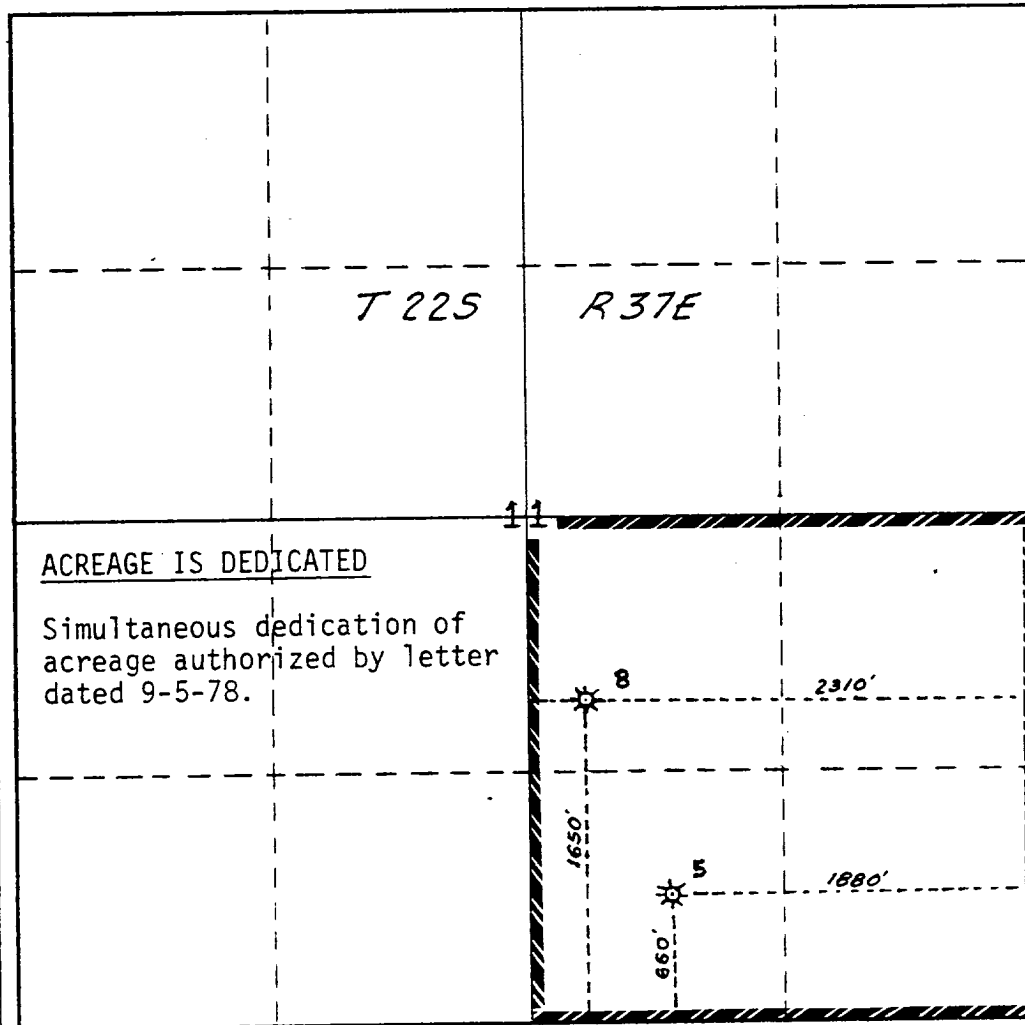 T 22S R 37E
11
ACREAGE IS DEDICATED
Simultaneous dedication of
acreage authorized by letter
dated 9-5-78.
8
2310'
1650'
5
1880'
660'